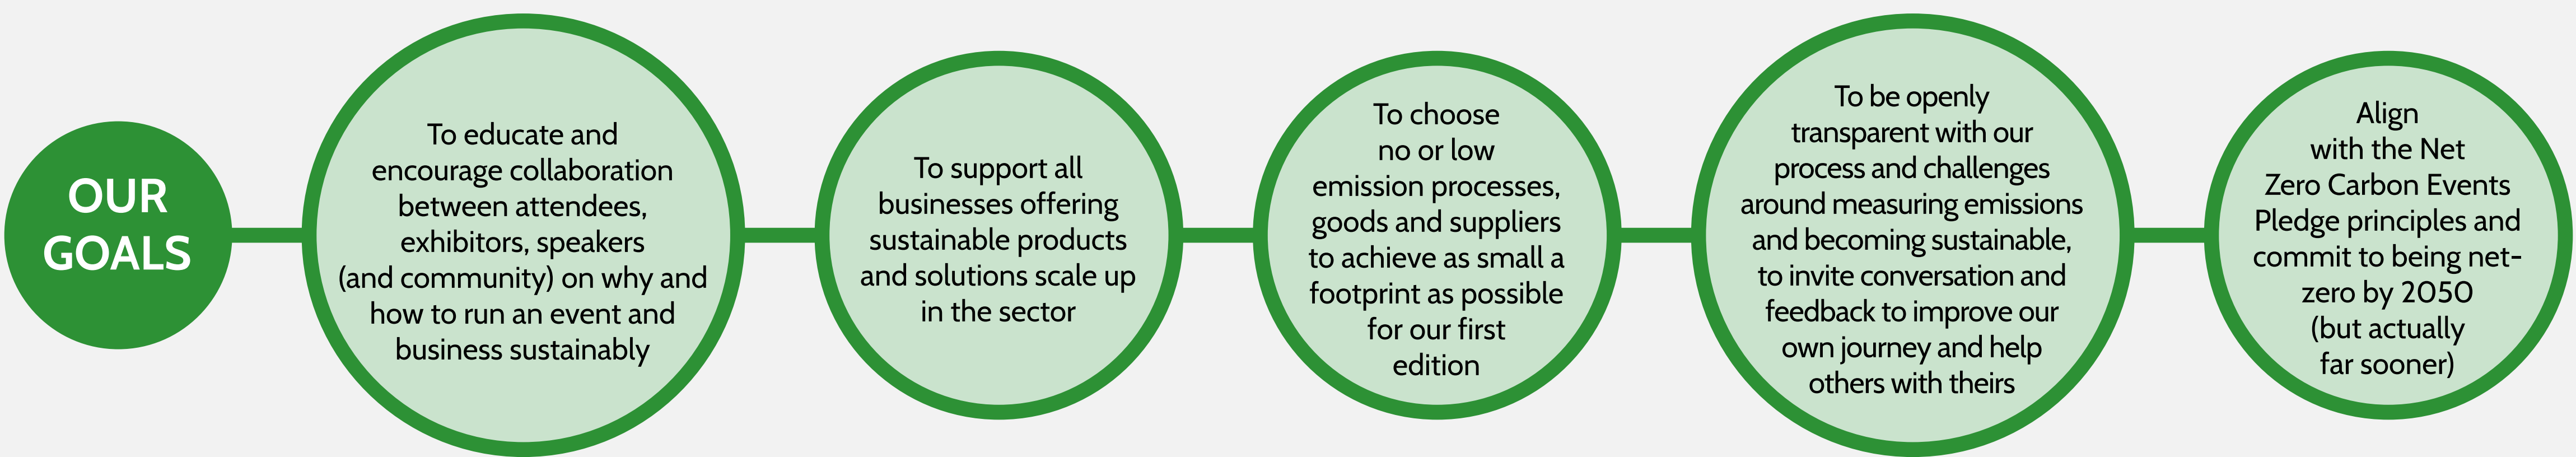 OUR
GOALS
To educate and
encourage collaboration
between attendees,
exhibitors, speakers
(and community) on why and
how to run an event and
business sustainably
To support all
businesses offering
sustainable products
and solutions scale up
in the sector
To choose
no or low
emission processes,
goods and suppliers
to achieve as small a
footprint as possible
for our first
edition
To be openly
transparent with our
process and challenges
around measuring emissions
and becoming sustainable,
to invite conversation and
feedback to improve our
own journey and help
others with theirs
Align
with the Net
Zero Carbon Events
Pledge principles and
commit to being net-
zero by 2050
(but actually
far sooner)